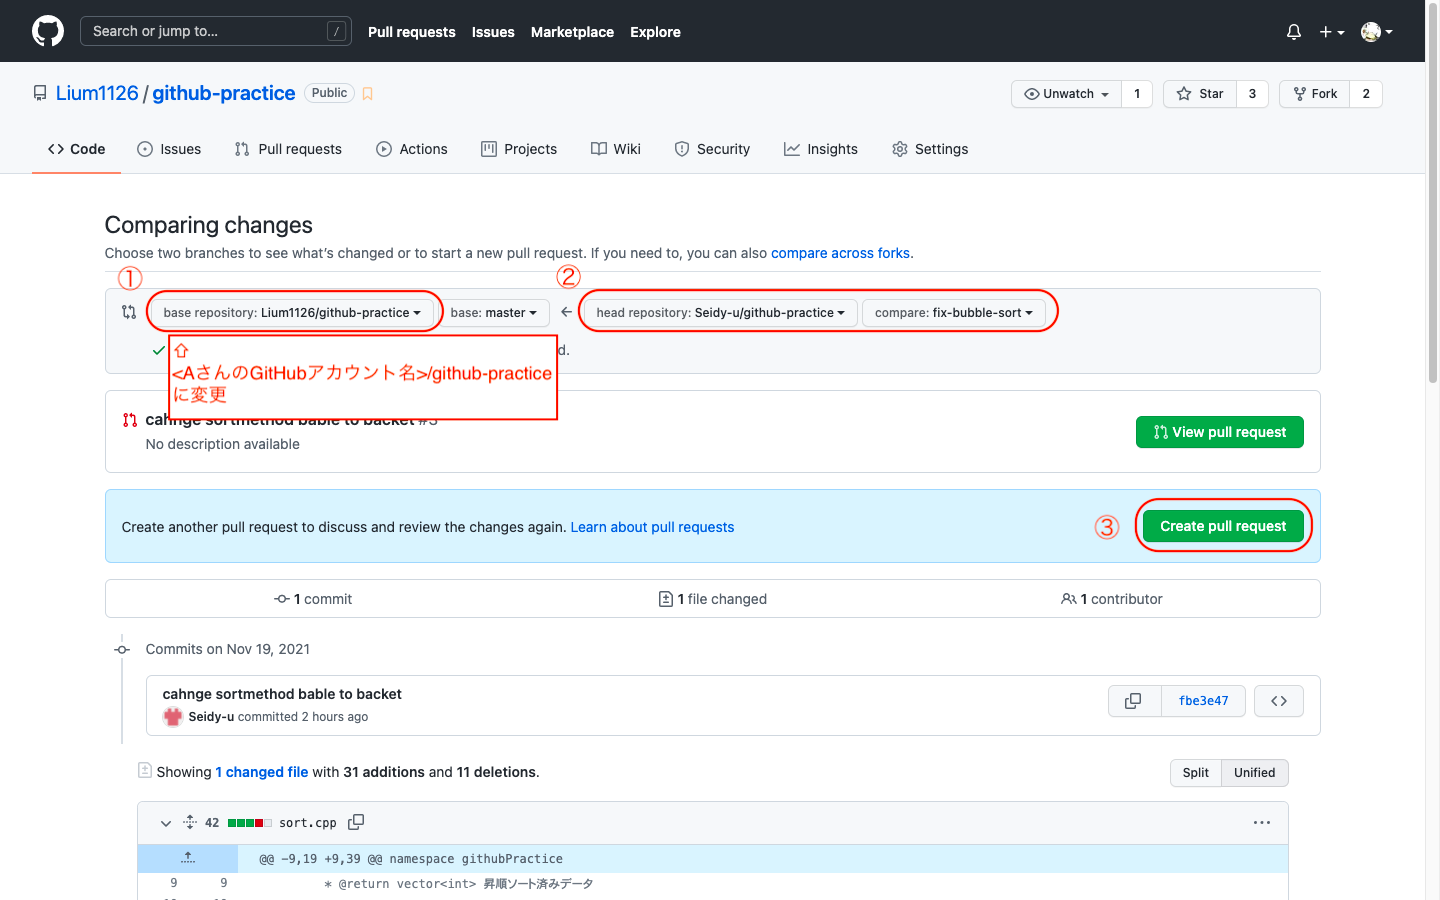 Search or jump to... /
Pull requests Issues Marketplace Explore
Lium1126 / github-practice Public
Unwatch 1 Star 3 Fork 2
Code Issues Pull requests Actions Projects Wiki Security Insights Settings
Comparing changes
Choose two branches to see what's changed or to start a new pull request. If you need to, you can also compare across forks.
① ②
base repository: Lium1126/github-practice base: master ← head repository: Seidy-u/github-practice compare: fix-bubble-sort
⇧ d.
<AさんのGitHubアカウント名>/github-practice
に変更
cahnge sortmethod bable to backet #3
No description available
View pull request
Create another pull request to discuss and review the changes again. Learn about pull requests
③ Create pull request
1 commit 1 file changed 1 contributor
Commits on Nov 19, 2021
cahnge sortmethod bable to backet
Seidy-u committed 2 hours ago
fbe3e47 <>
Showing 1 changed file with 31 additions and 11 deletions.
Split Unified
42 sort.cpp ...
@@ -9,19 +9,39 @@ namespace githubPractice
9 9 * @return vector<int> 昇順ソート済みデータ